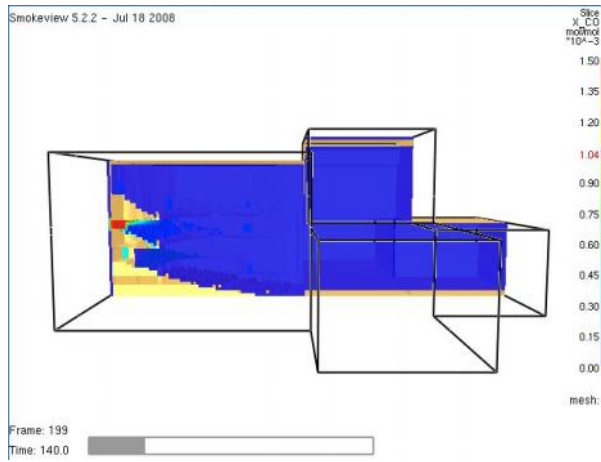 Smokeview 5.2.2 - Jul 18 2008
Slice
X_CO
mol/mol
*10^-3
1.50
1.35
1.20
1.04
0.90
0.75
0.60
0.45
0.30
0.15
0.00
mesh:
Frame: 199
Time: 140.0